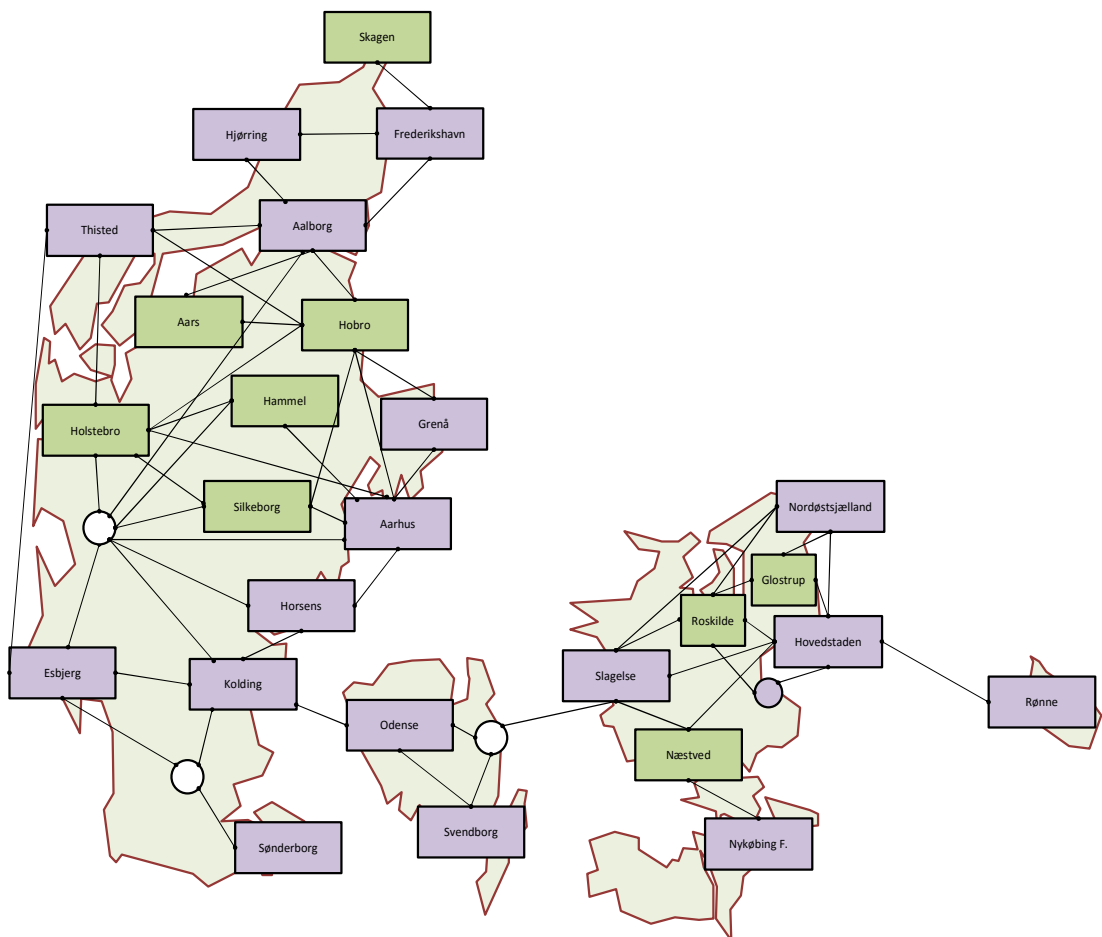 Skagen
Hjørring
Frederikshavn
Thisted
Aalborg
Aars
Hobro
Hammel
Grenå
Holstebro
Silkeborg
Aarhus
Nordøstsjælland
Glostrup
Horsens
Roskilde
Hovedstaden
Esbjerg
Kolding
Slagelse
Rønne
Odense
Næstved
Svendborg
Nykøbing F.
Sønderborg